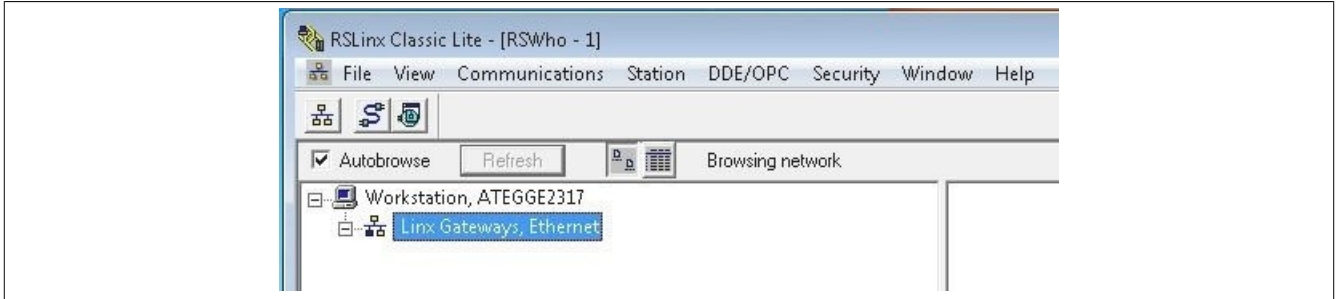 RSLinx Classic Lite - [RSWho - 1]
File View Communications Station DDE/OPC Security Window Help
Autobrowse Refresh Browsing network
Workstation, ATEGGE2317
Linx Gateways, Ethernet